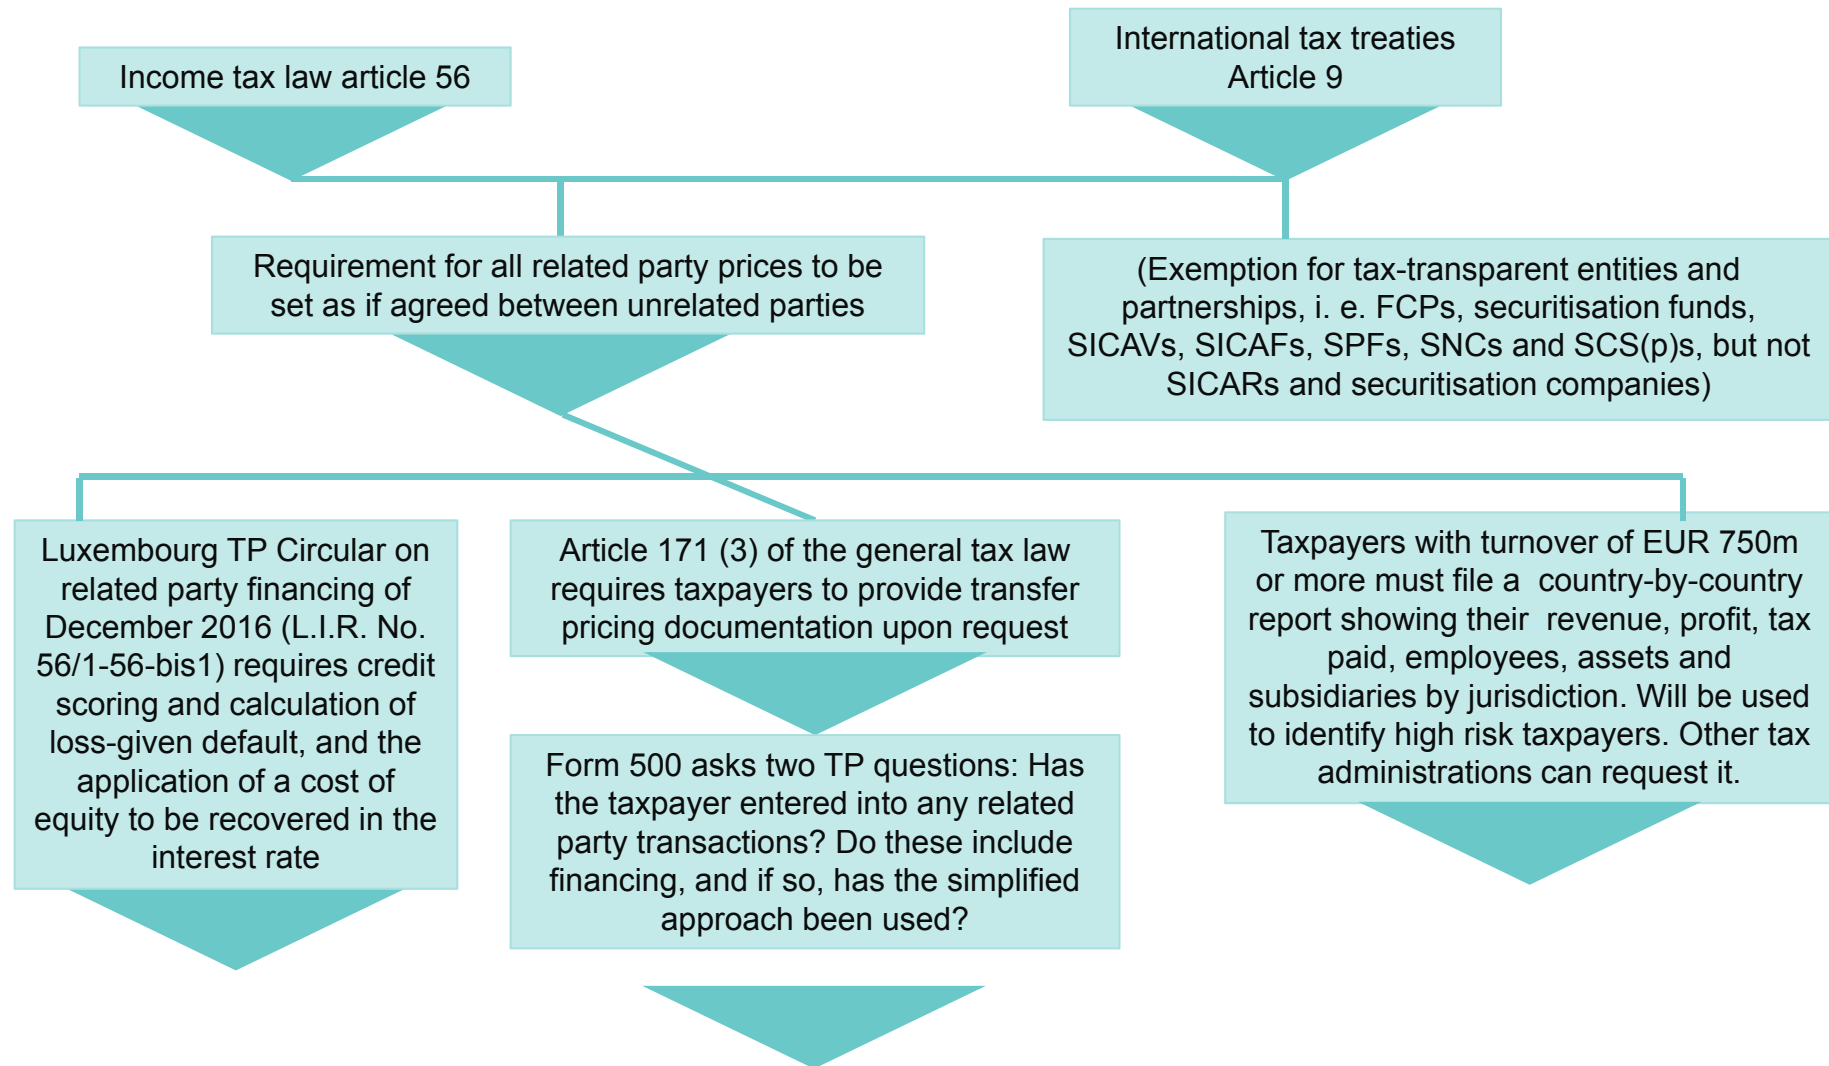 Income tax law article 56
International tax treaties
Article 9
Requirement for all related party prices to be
set as if agreed between unrelated parties
(Exemption for tax-transparent entities and
partnerships, i. e. FCPs, securitisation funds,
SICAVs, SICAFs, SPFs, SNCs and SCS(p)s, but not
SICARs and securitisation companies)
Luxembourg TP Circular on
related party financing of
December 2016 (L.I.R. No.
56/1-56-bis1) requires credit
scoring and calculation of
loss-given default, and the
application of a cost of
equity to be recovered in the
interest rate
Article 171 (3) of the general tax law
requires taxpayers to provide transfer
pricing documentation upon request
Form 500 asks two TP questions: Has
the taxpayer entered into any related
party transactions? Do these include
financing, and if so, has the simplified
approach been used?
Taxpayers with turnover of EUR 750m
or more must file a  country-by-country
report showing their  revenue, profit, tax
paid, employees, assets and
subsidiaries by jurisdiction. Will be used
to identify high risk taxpayers. Other tax
administrations can request it.